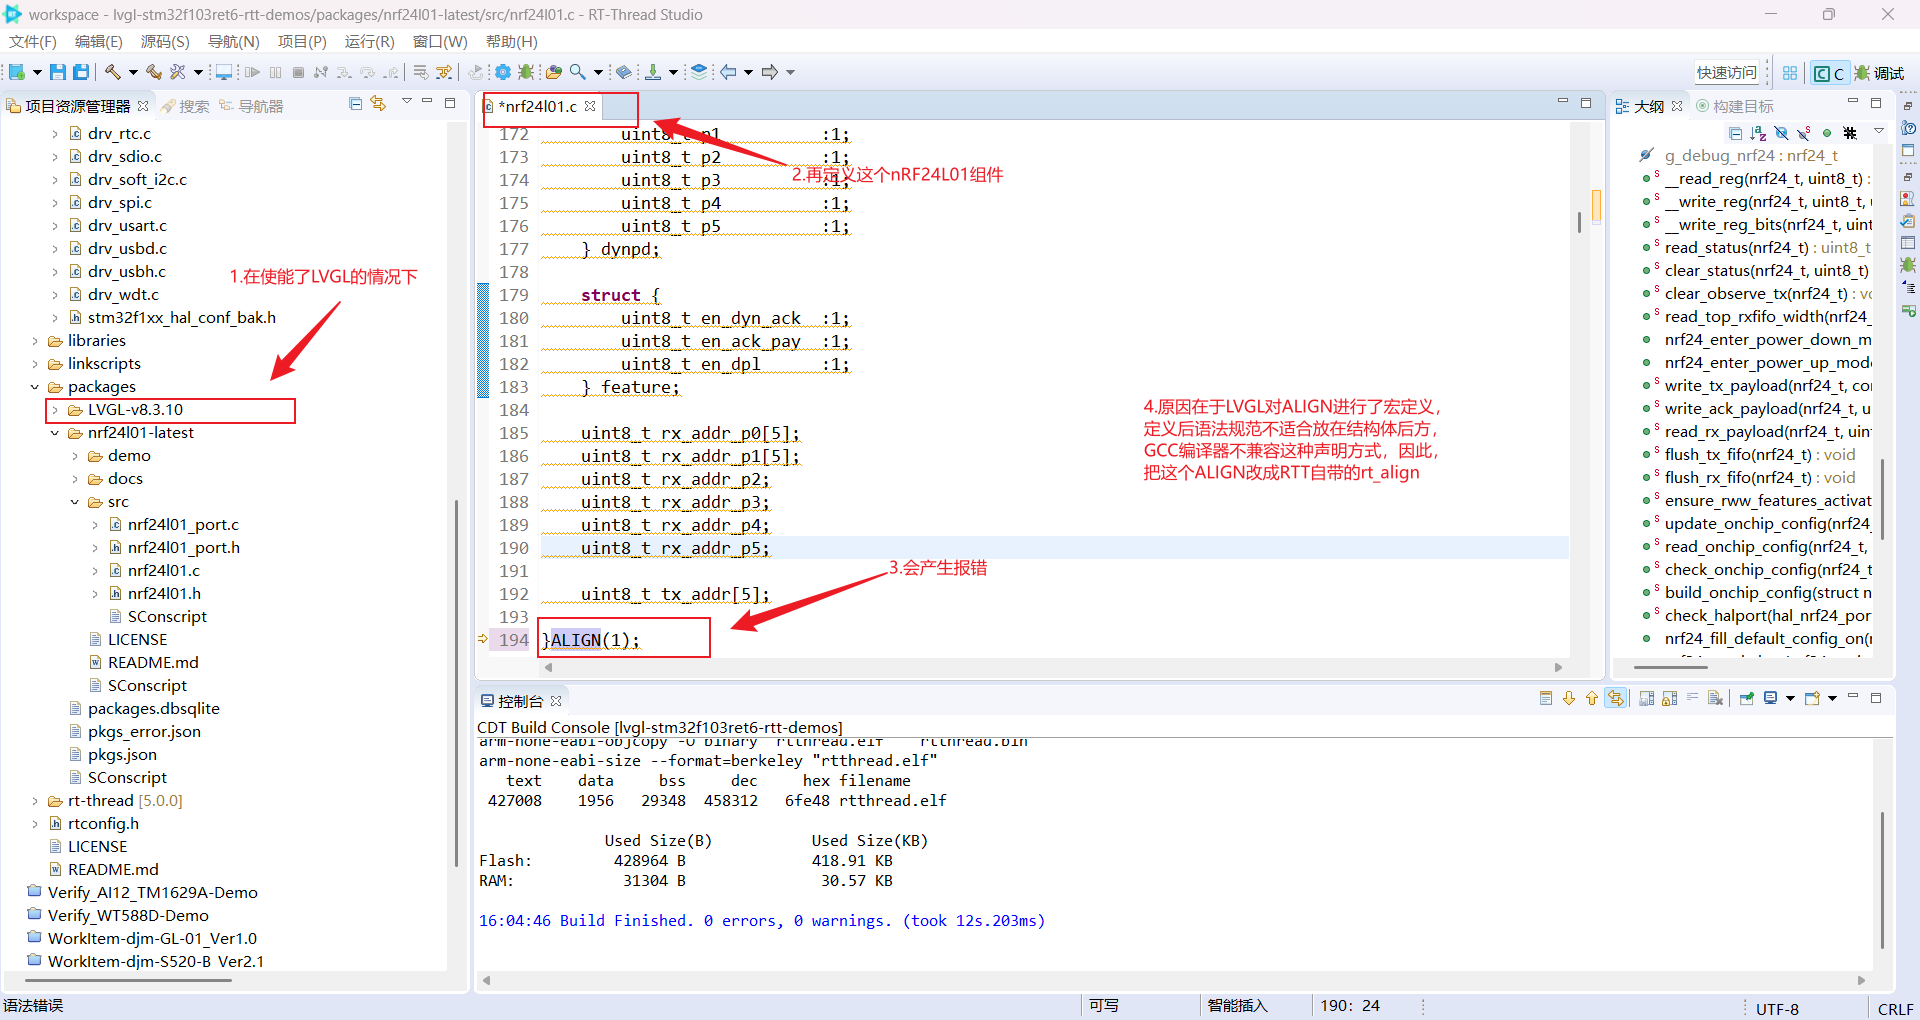 workspace - lvgl-stm32f103ret6-rtt-demos/packages/nrf24l01-latest/src/nrf24l01.c - RT-Thread Studio
文件(F) 编辑(E) 源码(S) 导航(N) 项目(P) 运行(R) 窗口(W) 帮助(H)
快速访问 C 调试
项目资源管理器 搜索 导航器
drv_rtc.c
drv_sdio.c
drv_soft_i2c.c
drv_spi.c
drv_usart.c
drv_usbd.c
drv_usbh.c
drv_wdt.c
stm32f1xx_hal_conf_bak.h
libraries
linkscripts
packages
LVGL-v8.3.10
nrf24l01-latest
demo
docs
src
nrf24l01_port.c
nrf24l01_port.h
nrf24l01.c
nrf24l01.h
SConscript
LICENSE
README.md
SConscript
packages.dbsqlite
pkgs_error.json
pkgs.json
SConscript
rt-thread [5.0.0]
rtconfig.h
LICENSE
README.md
Verify_AI12_TM1629A-Demo
Verify_WT588D-Demo
WorkItem-djm-GL-01_Ver1.0
WorkItem-djm-S520-B_Ver2.1
1.在使能了LVGL的情况下
*nrf24l01.c
172 uint8_t p1 :1;
173 uint8_t p2 :1;
174 uint8_t p3 :1;
175 uint8_t p4 :1;
176 uint8_t p5 :1;
177 } dynpd;
178
179 struct {
180 uint8_t en_dyn_ack :1;
181 uint8_t en_ack_pay :1;
182 uint8_t en_dpl :1;
183 } feature;
184
185 uint8_t rx_addr_p0[5];
186 uint8_t rx_addr_p1[5];
187 uint8_t rx_addr_p2;
188 uint8_t rx_addr_p3;
189 uint8_t rx_addr_p4;
190 uint8_t rx_addr_p5;
191
192 uint8_t tx_addr[5];
193
194 }ALIGN(1);
2.再定义这个nRF24L01组件
3.会产生报错
4.原因在于LVGL对ALIGN进行了宏定义，
定义后语法规范不适合放在结构体后方，
GCC编译器不兼容这种声明方式，因此，
把这个ALIGN改成RTT自带的rt_align
大纲 构建目标
g_debug_nrf24 : nrf24_t
__read_reg(nrf24_t, uint8_t) :
__write_reg(nrf24_t, uint8_t,
__write_reg_bits(nrf24_t, uint
read_status(nrf24_t) : uint8_t
clear_status(nrf24_t, uint8_t)
clear_observe_tx(nrf24_t) : vo
read_top_rxfifo_width(nrf24_
nrf24_enter_power_down_m
nrf24_enter_power_up_mode
write_tx_payload(nrf24_t, co
write_ack_payload(nrf24_t, u
read_rx_payload(nrf24_t, uint
flush_tx_fifo(nrf24_t) : void
flush_rx_fifo(nrf24_t) : void
ensure_rww_features_activat
update_onchip_config(nrf24_
read_onchip_config(nrf24_t,
check_onchip_config(nrf24_t
build_onchip_config(struct n
check_halport(hal_nrf24_por
nrf24_fill_default_config_on(
控制台
CDT Build Console [lvgl-stm32f103ret6-rtt-demos]
arm-none-eabi-objcopy -O binary "rtthread.elf" "rtthread.bin"
arm-none-eabi-size --format=berkeley "rtthread.elf"
text data bss dec hex filename
427008 1956 29348 458312 6fe48 rtthread.elf
Used Size(B) Used Size(KB)
Flash: 428964 B 418.91 KB
RAM: 31304 B 30.57 KB
16:04:46 Build Finished. 0 errors, 0 warnings. (took 12s.203ms)
语法错误 可写 智能插入 190：24 UTF-8 CRLF